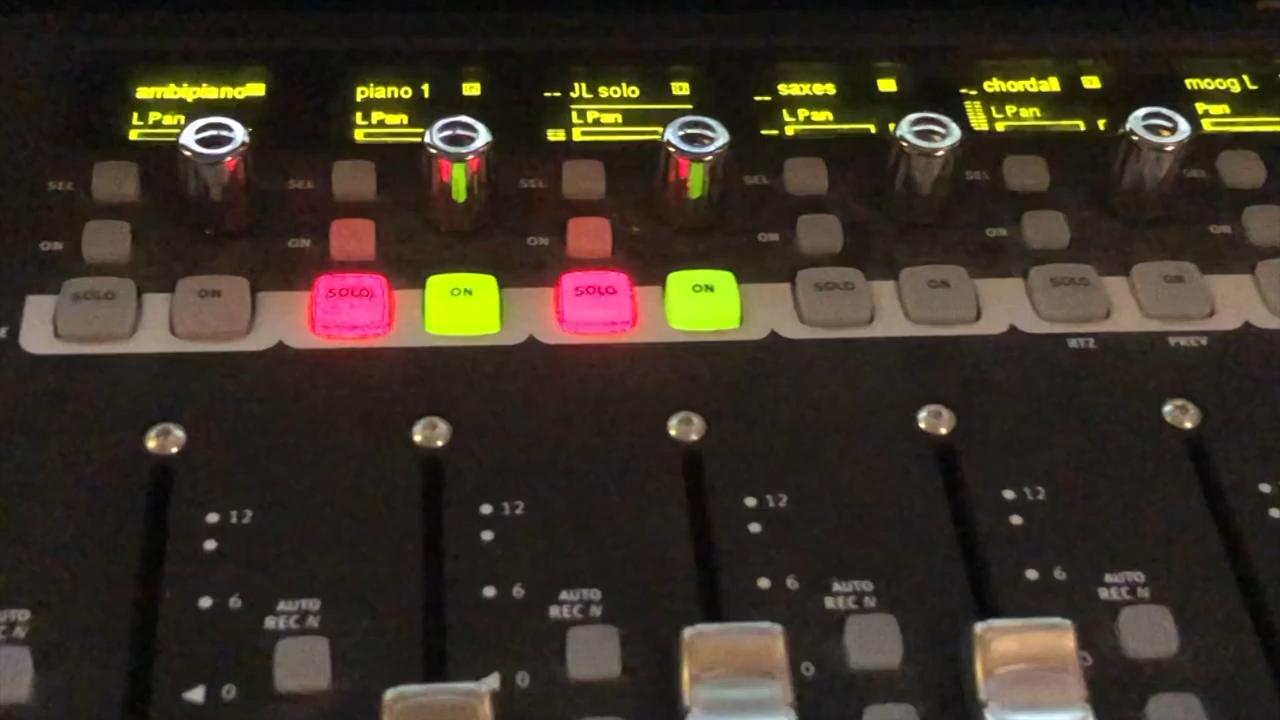 ambipiano piano 1 JL solo saxes chordall moog L
L Pan L Pan L Pan L Pan L Pan Pan
SEL SEL SEL SEL SEL SEL
ON ON ON ON ON ON
SOLO ON SOLO ON SOLO ON SOLO ON SOLO ON
RTZ PREV
12 12 12 12
6 6 6 6
AUTO AUTO AUTO AUTO
REC N REC N REC N REC N
0 0 0